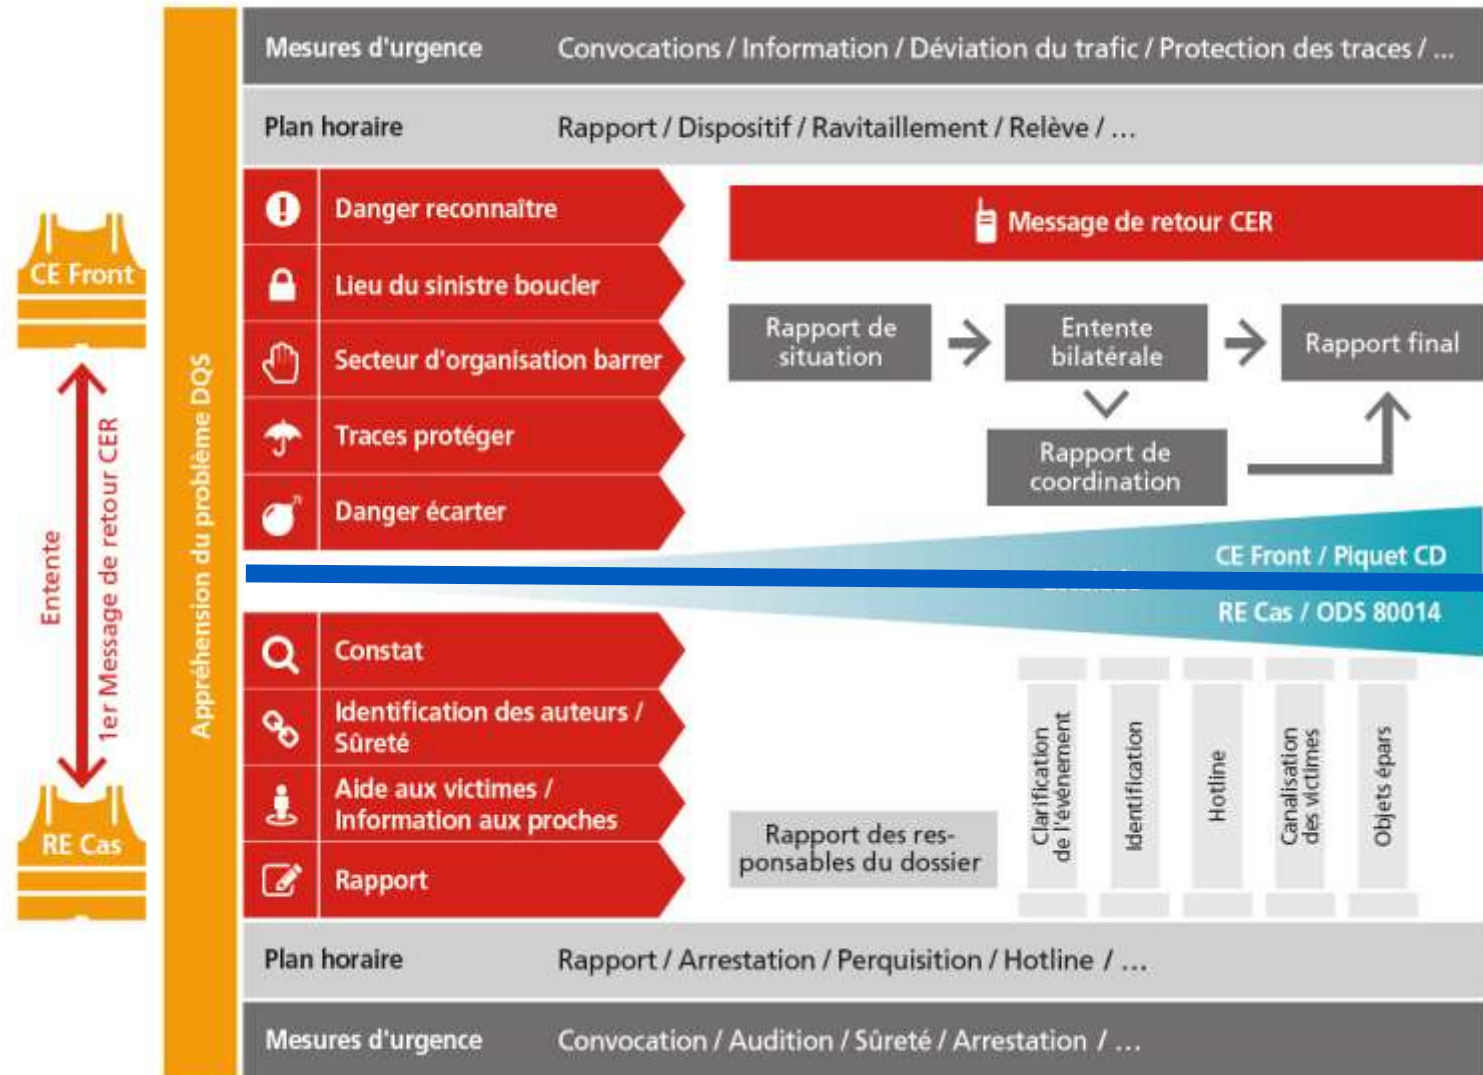 Mesures d'urgence
Convocations / Information / Déviation du trafic / Protection des traces / ...
Plan horaire
Rapport / Dispositif / Ravitaillement / Relève / ...
CE Front
Entente
1er Message de retour CER
RE Cas
Appréhension du problème DQS
Danger reconnaître
Lieu du sinistre boucler
Secteur d'organisation barrer
Traces protéger
Danger écarter
Message de retour CER
Rapport de
situation
Entente
bilatérale
Rapport final
Rapport de
coordination
CE Front / Piquet CD
RE Cas / ODS 80014
Constat
Identification des auteurs /
Sûreté
Aide aux victimes /
Information aux proches
Rapport
Rapport des res-
ponsables du dossier
Clarification
de l'événement
Identification
Hotline
Canalisation
des victimes
Objets épars
Plan horaire
Rapport / Arrestation / Perquisition / Hotline / ...
Mesures d'urgence
Convocation / Audition / Sûreté / Arrestation / ...